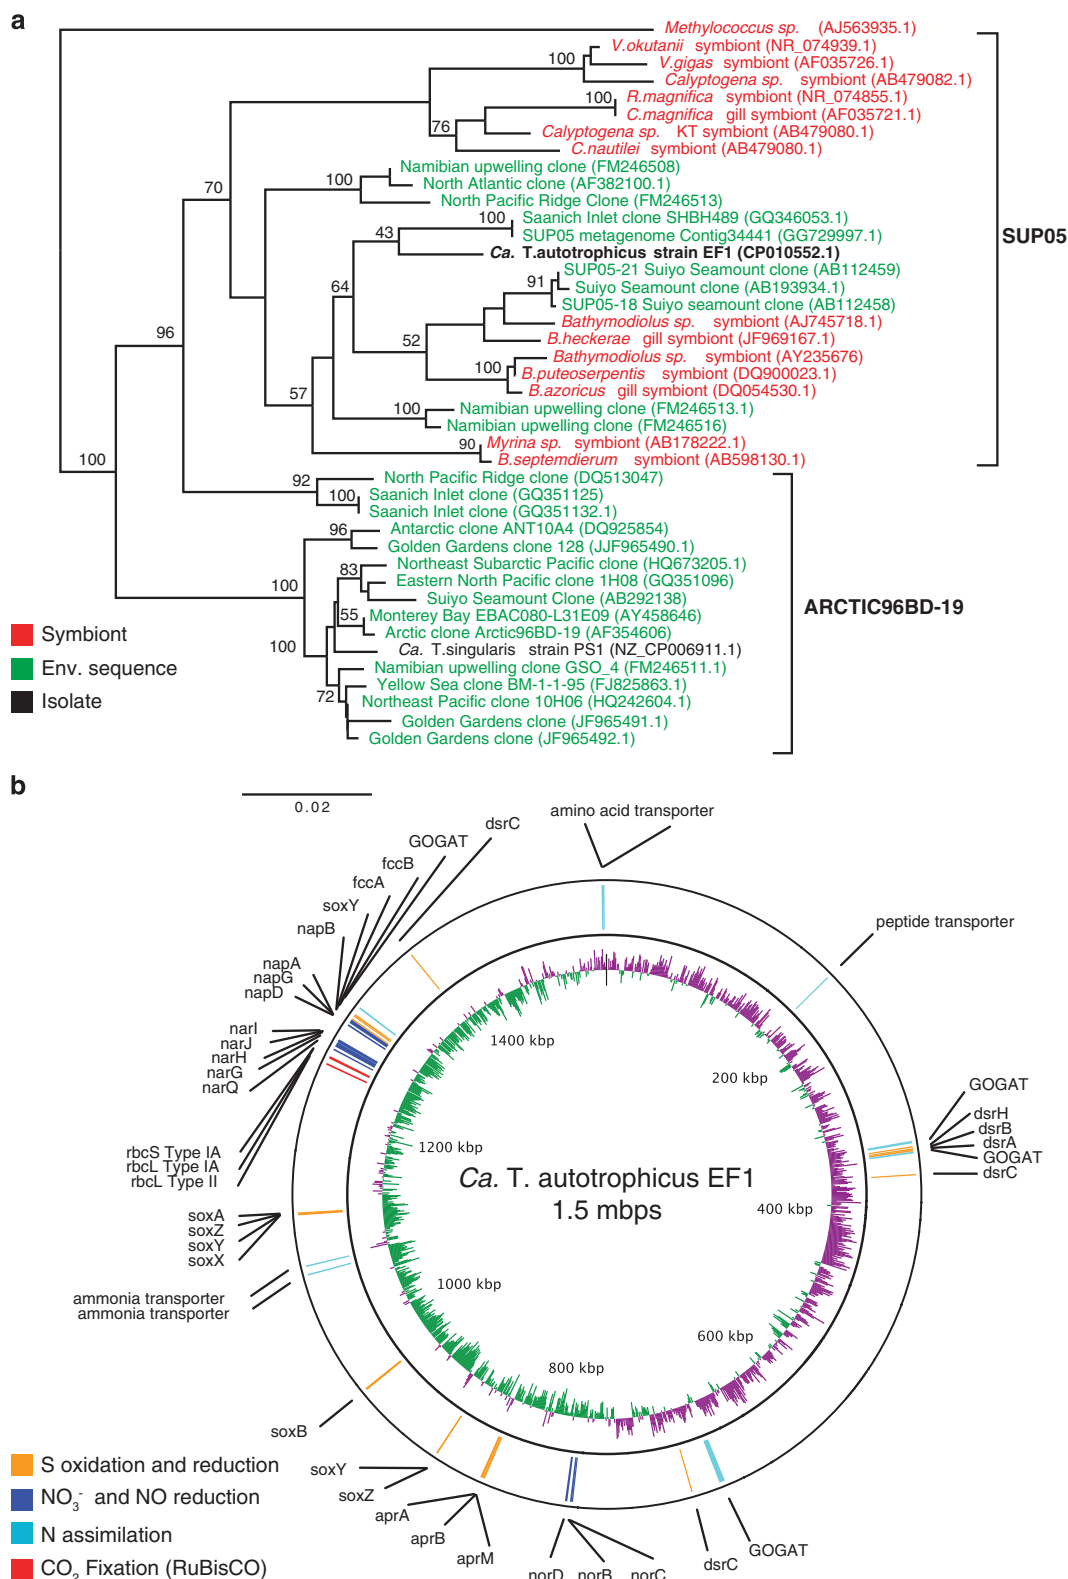 a
Methylococcus sp. (AJ563935.1)
V.okutanii symbiont (NR_074939.1)
100
V.gigas symbiont (AF035726.1)
Calyptogena sp. symbiont (AB479082.1)
100
R.magnifica symbiont (NR_074855.1)
C.magnifica gill symbiont (AF035721.1)
76
Calyptogena sp. KT symbiont (AB479080.1)
C.nautilei symbiont (AB479080.1)
Namibian upwelling clone (FM246508)
70
100
North Atlantic clone (AF382100.1)
North Pacific Ridge Clone (FM246513)
100
Saanich Inlet clone SHBH489 (GQ346053.1)
43
SUP05 metagenome Contig34441 (GG729997.1)
SUP05
Ca. T.autotrophicus strain EF1 (CP010552.1)
SUP05-21 Suiyo Seamount clone (AB112459)
64
91
Suiyo Seamount clone (AB193934.1)
SUP05-18 Suiyo seamount clone (AB112458)
Bathymodiolus sp. symbiont (AJ745718.1)
96
52
B.heckerae gill symbiont (JF969167.1)
Bathymodiolus sp. symbiont (AY235676)
100
B.puteoserpentis symbiont (DQ900023.1)
57
B.azoricus gill symbiont (DQ054530.1)
100
Namibian upwelling clone (FM246513.1)
Namibian upwelling clone (FM246516)
90
Myrina sp. symbiont (AB178222.1)
100
B.septemdierum symbiont (AB598130.1)
92
North Pacific Ridge clone (DQ513047)
100
Saanich Inlet clone (GQ351125)
Saanich Inlet clone (GQ351132.1)
96
Antarctic clone ANT10A4 (DQ925854)
Golden Gardens clone 128 (JJF965490.1)
83
Northeast Subarctic Pacific clone (HQ673205.1)
100
Eastern North Pacific clone 1H08 (GQ351096)
Suiyo Seamount Clone (AB292138)
ARCTIC96BD-19
55
Monterey Bay EBAC080-L31E09 (AY458646)
Arctic clone Arctic96BD-19 (AF354606)
100
Ca. T.singularis strain PS1 (NZ_CP006911.1)
Namibian upwelling clone GSO_4 (FM246511.1)
72
Yellow Sea clone BM-1-1-95 (FJ825863.1)
Northeast Pacific clone 10H06 (HQ242604.1)
Golden Gardens clone (JF965491.1)
Golden Gardens clone (JF965492.1)
Symbiont
Env. sequence
Isolate
b
0.02
amino acid transporter
dsrC
GOGAT
fccB
fccA
soxY
napB
napA
napG
napD
narI
narJ
narH
narG
narQ
rbcS Type IA
rbcL Type IA
rbcL Type II
soxA
soxZ
soxY
soxX
ammonia transporter
ammonia transporter
soxB
soxY
soxZ
aprA
aprB
aprM
norD
norB
norC
dsrC
GOGAT
peptide transporter
GOGAT
dsrH
dsrB
dsrA
GOGAT
dsrC
1400 kbp
200 kbp
1200 kbp
400 kbp
1000 kbp
600 kbp
800 kbp
Ca. T. autotrophicus EF1
1.5 mbps
S oxidation and reduction
NO₃⁻ and NO reduction
N assimilation
CO₂ Fixation (RuBisCO)